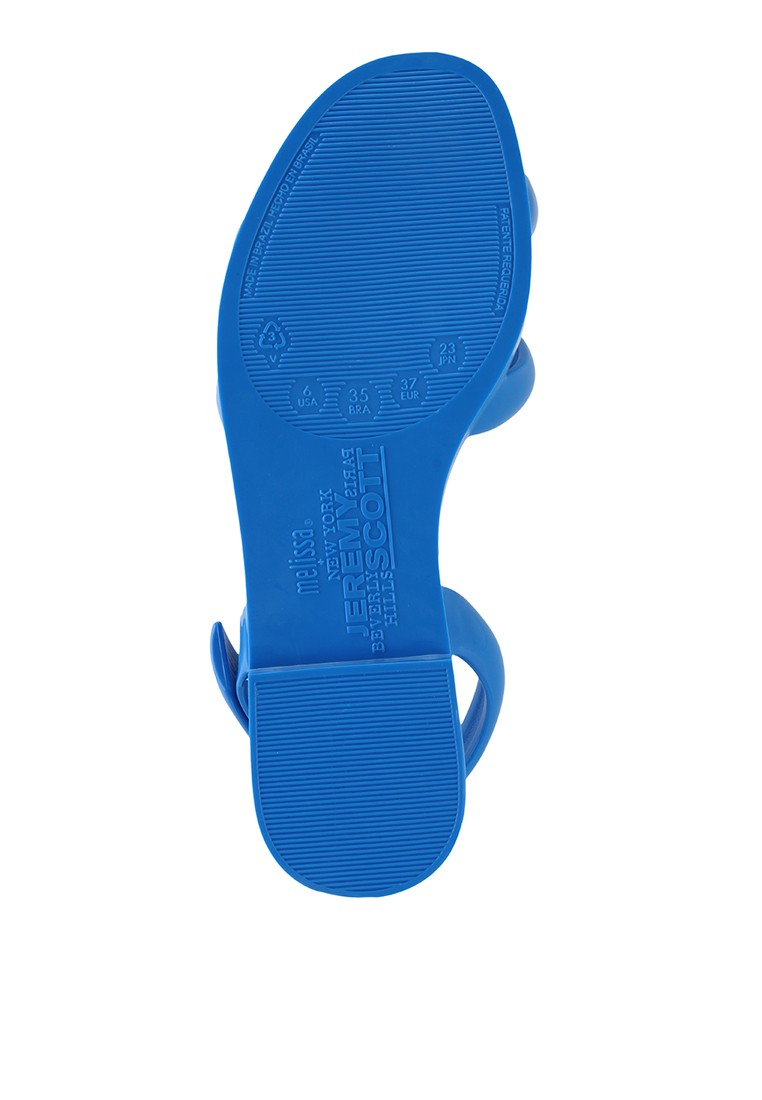 MADE IN BRAZIL HECHO EN BRASIL
PATENTE REQUERIDA
3
V
6
USA
35
BRA
37
EUR
23
JPN
melissa®
NEW YORK
PARIS
JEREMY
SCOTT
BEVERLY
HILLS